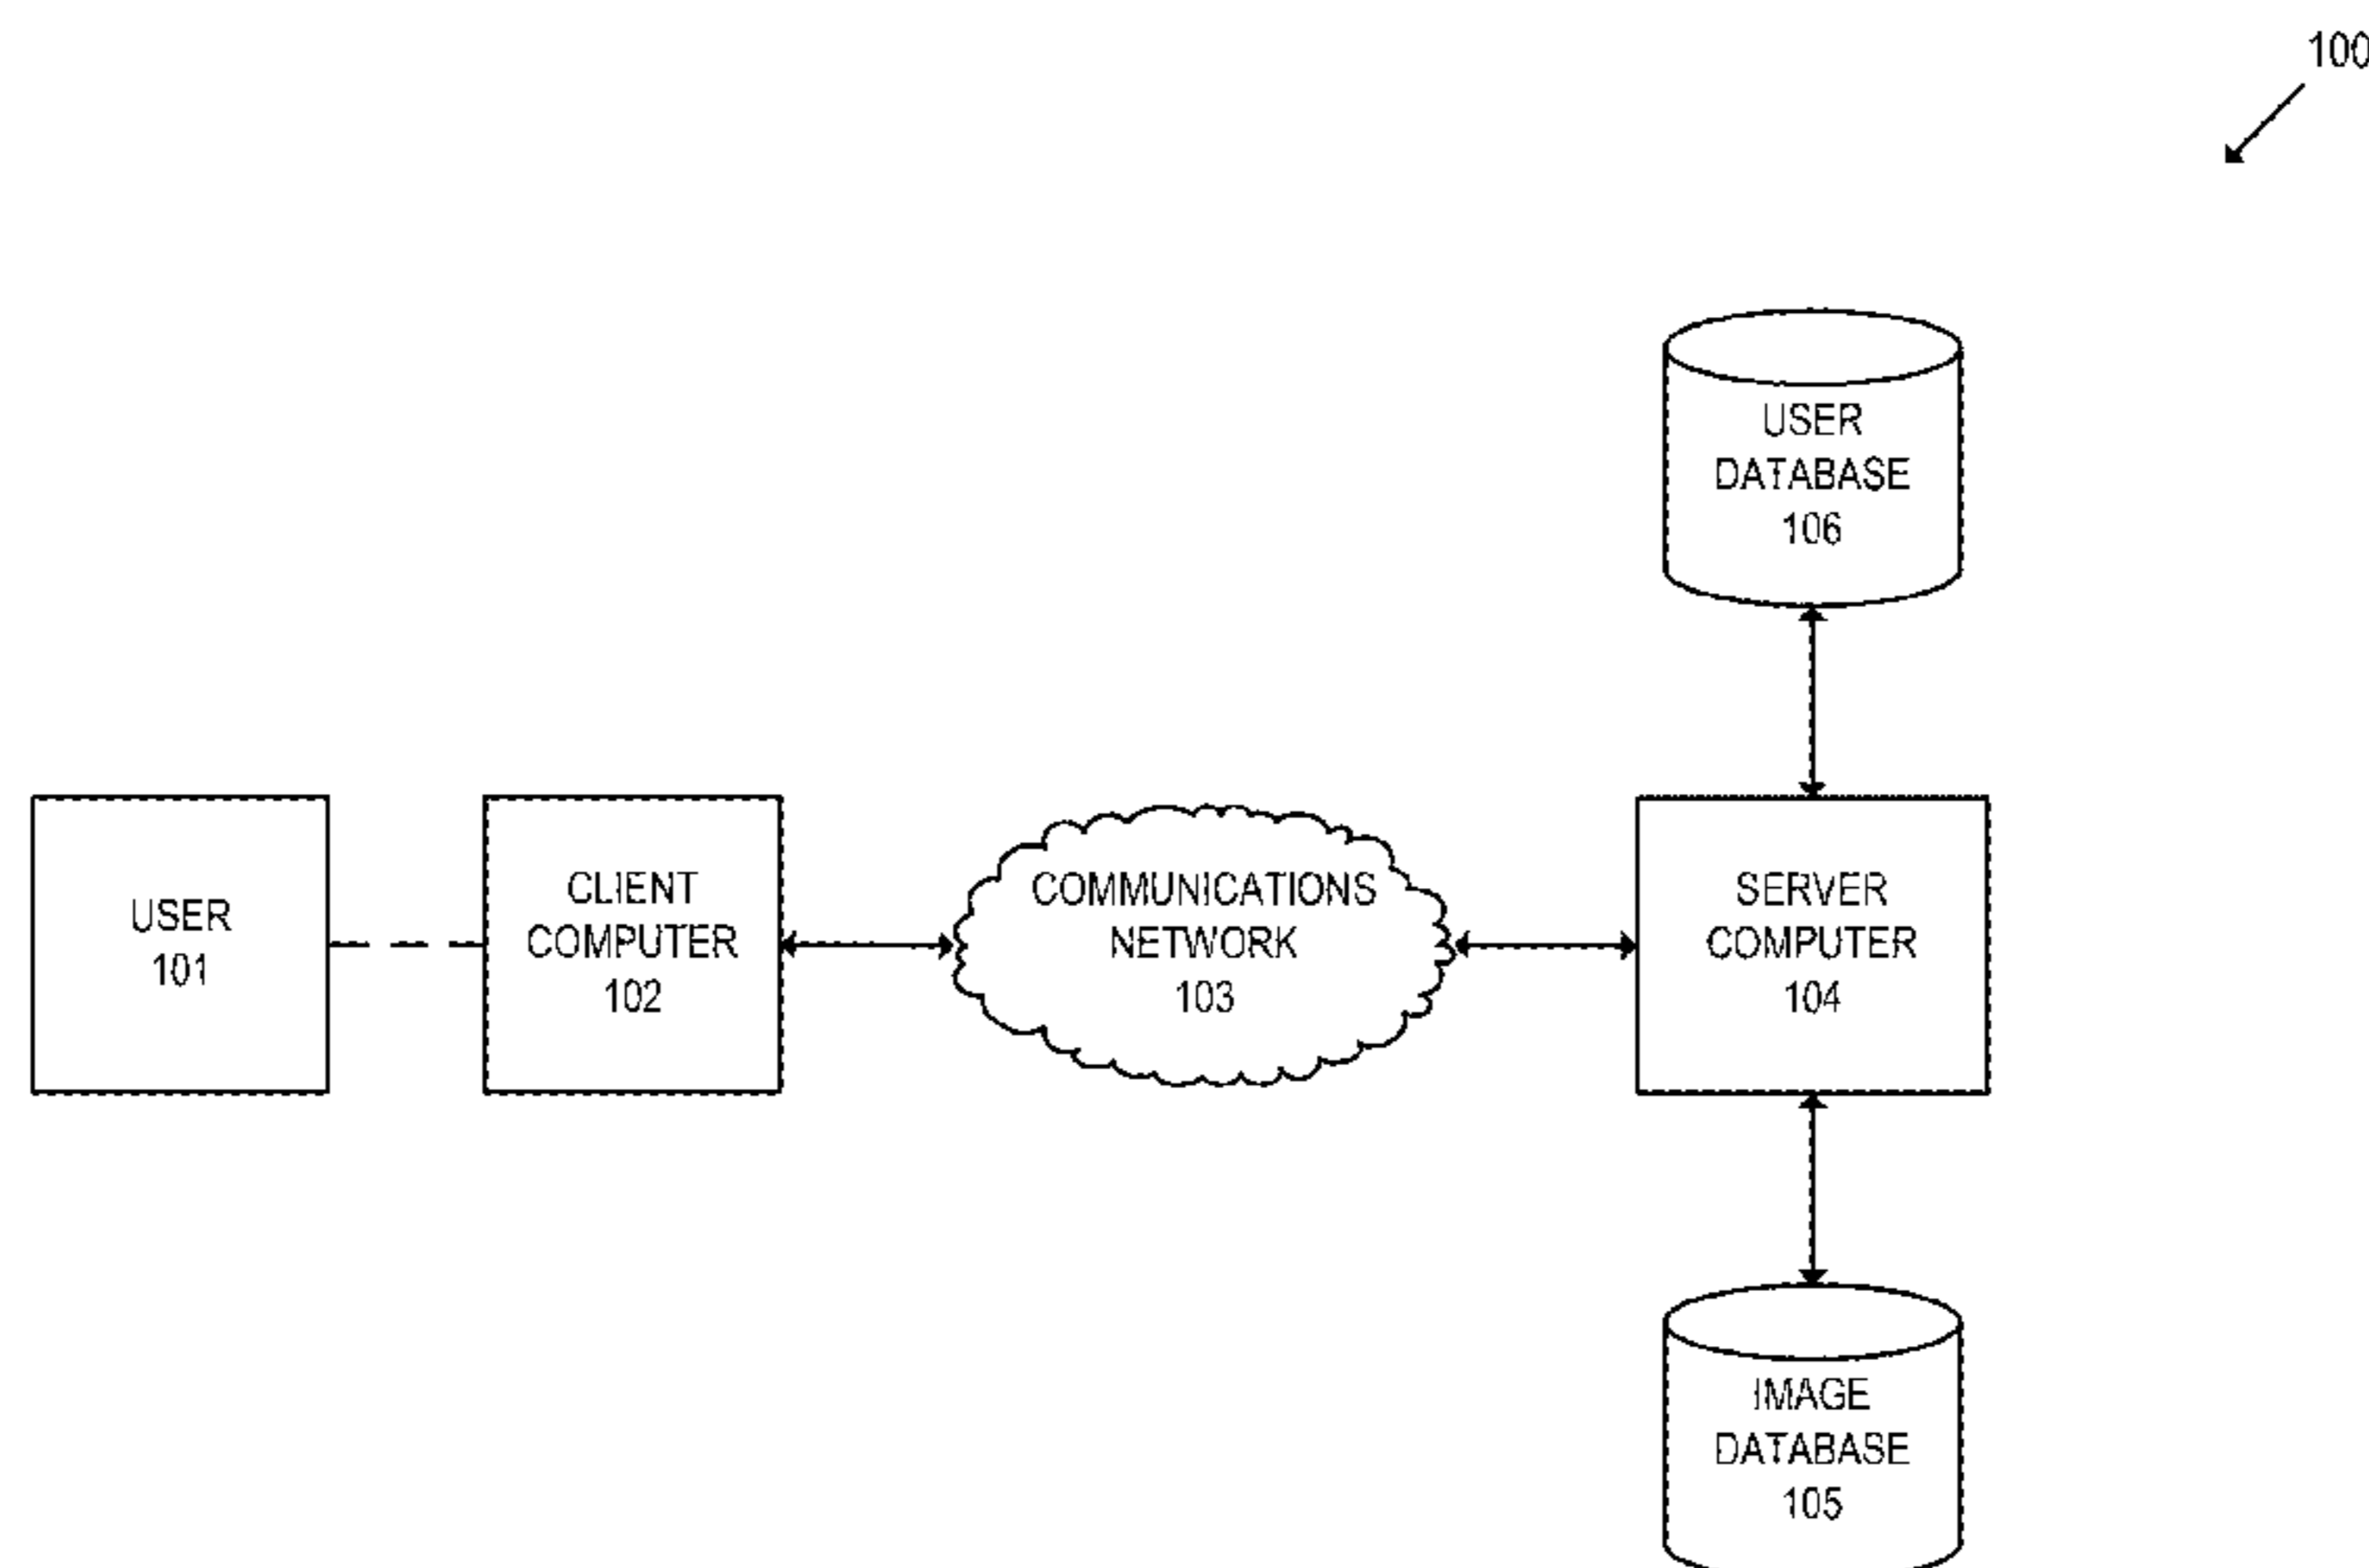 100
USER
DATABASE
106
USER
101
CLIENT
COMPUTER
102
COMMUNICATIONS
NETWORK
103
SERVER
COMPUTER
104
IMAGE
DATABASE
105